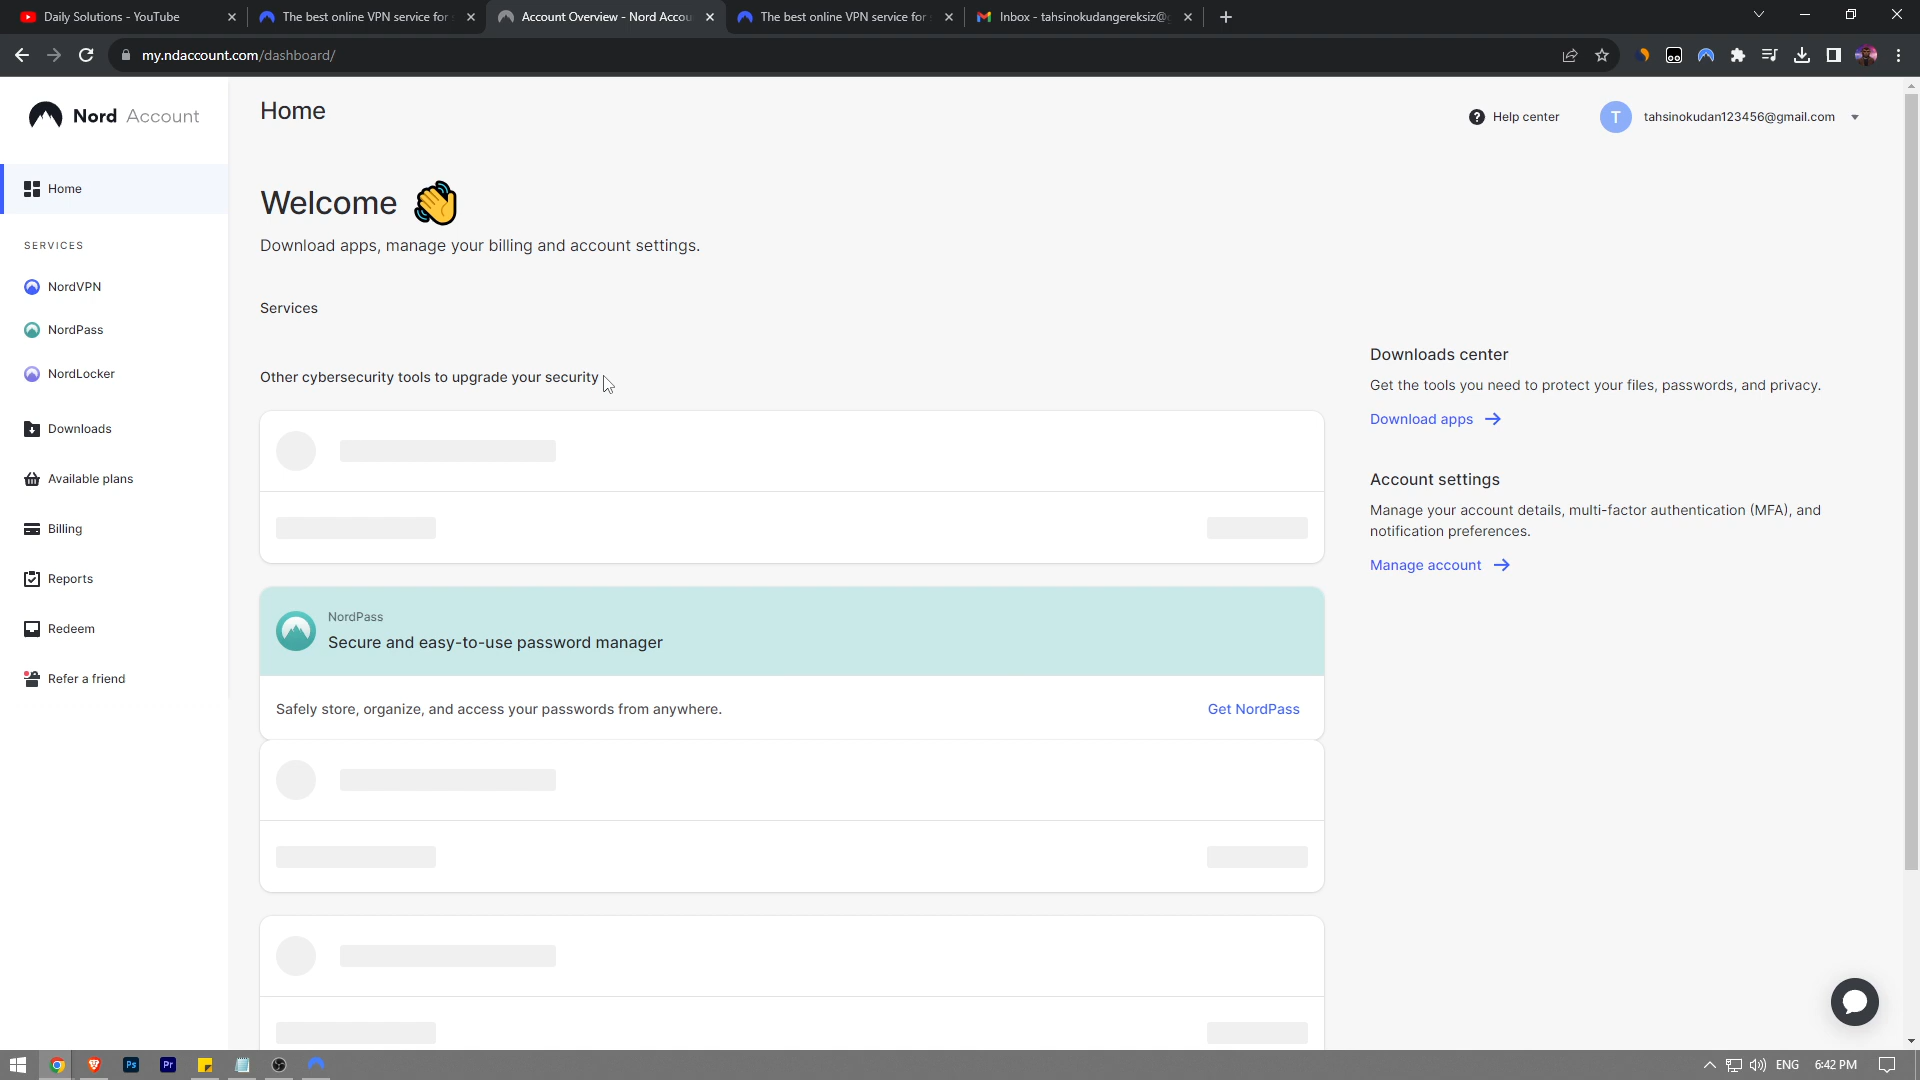 Daily Solutions - YouTube
The best online VPN service for
Account Overview - Nord Accou
The best online VPN service for
Inbox - tahsinokudangereksiz@
my.ndaccount.com/dashboard/
Nord Account
Home
Help center
T
tahsinokudan123456@gmail.com
Home
SERVICES
NordVPN
NordPass
NordLocker
Downloads
Available plans
Billing
Reports
Redeem
Refer a friend
Welcome
Download apps, manage your billing and account settings.
Services
Other cybersecurity tools to upgrade your security
NordPass
Secure and easy-to-use password manager
Safely store, organize, and access your passwords from anywhere.
Get NordPass
Downloads center
Get the tools you need to protect your files, passwords, and privacy.
Download apps
Account settings
Manage your account details, multi-factor authentication (MFA), and
notification preferences.
Manage account
Ps
Pr
ENG
6:42 PM